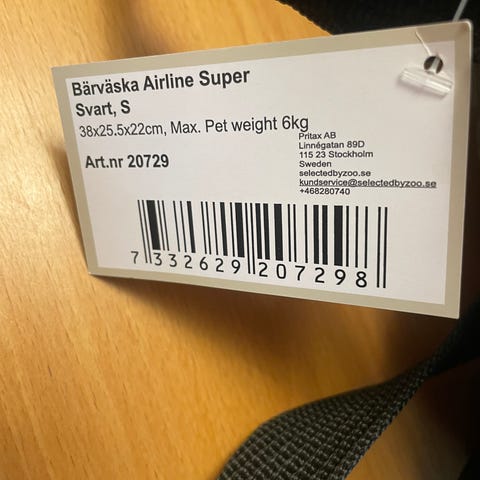 Bärväska Airline Super
Svart, S
38x25.5x22cm, Max. Pet weight 6kg
Art.nr 20729
Pritax AB
Linnégatan 89D
115 23 Stockholm
Sweden
selectedbyzoo.se
kundservice@selectedbyzoo.se
+468280740
7 332629 207298